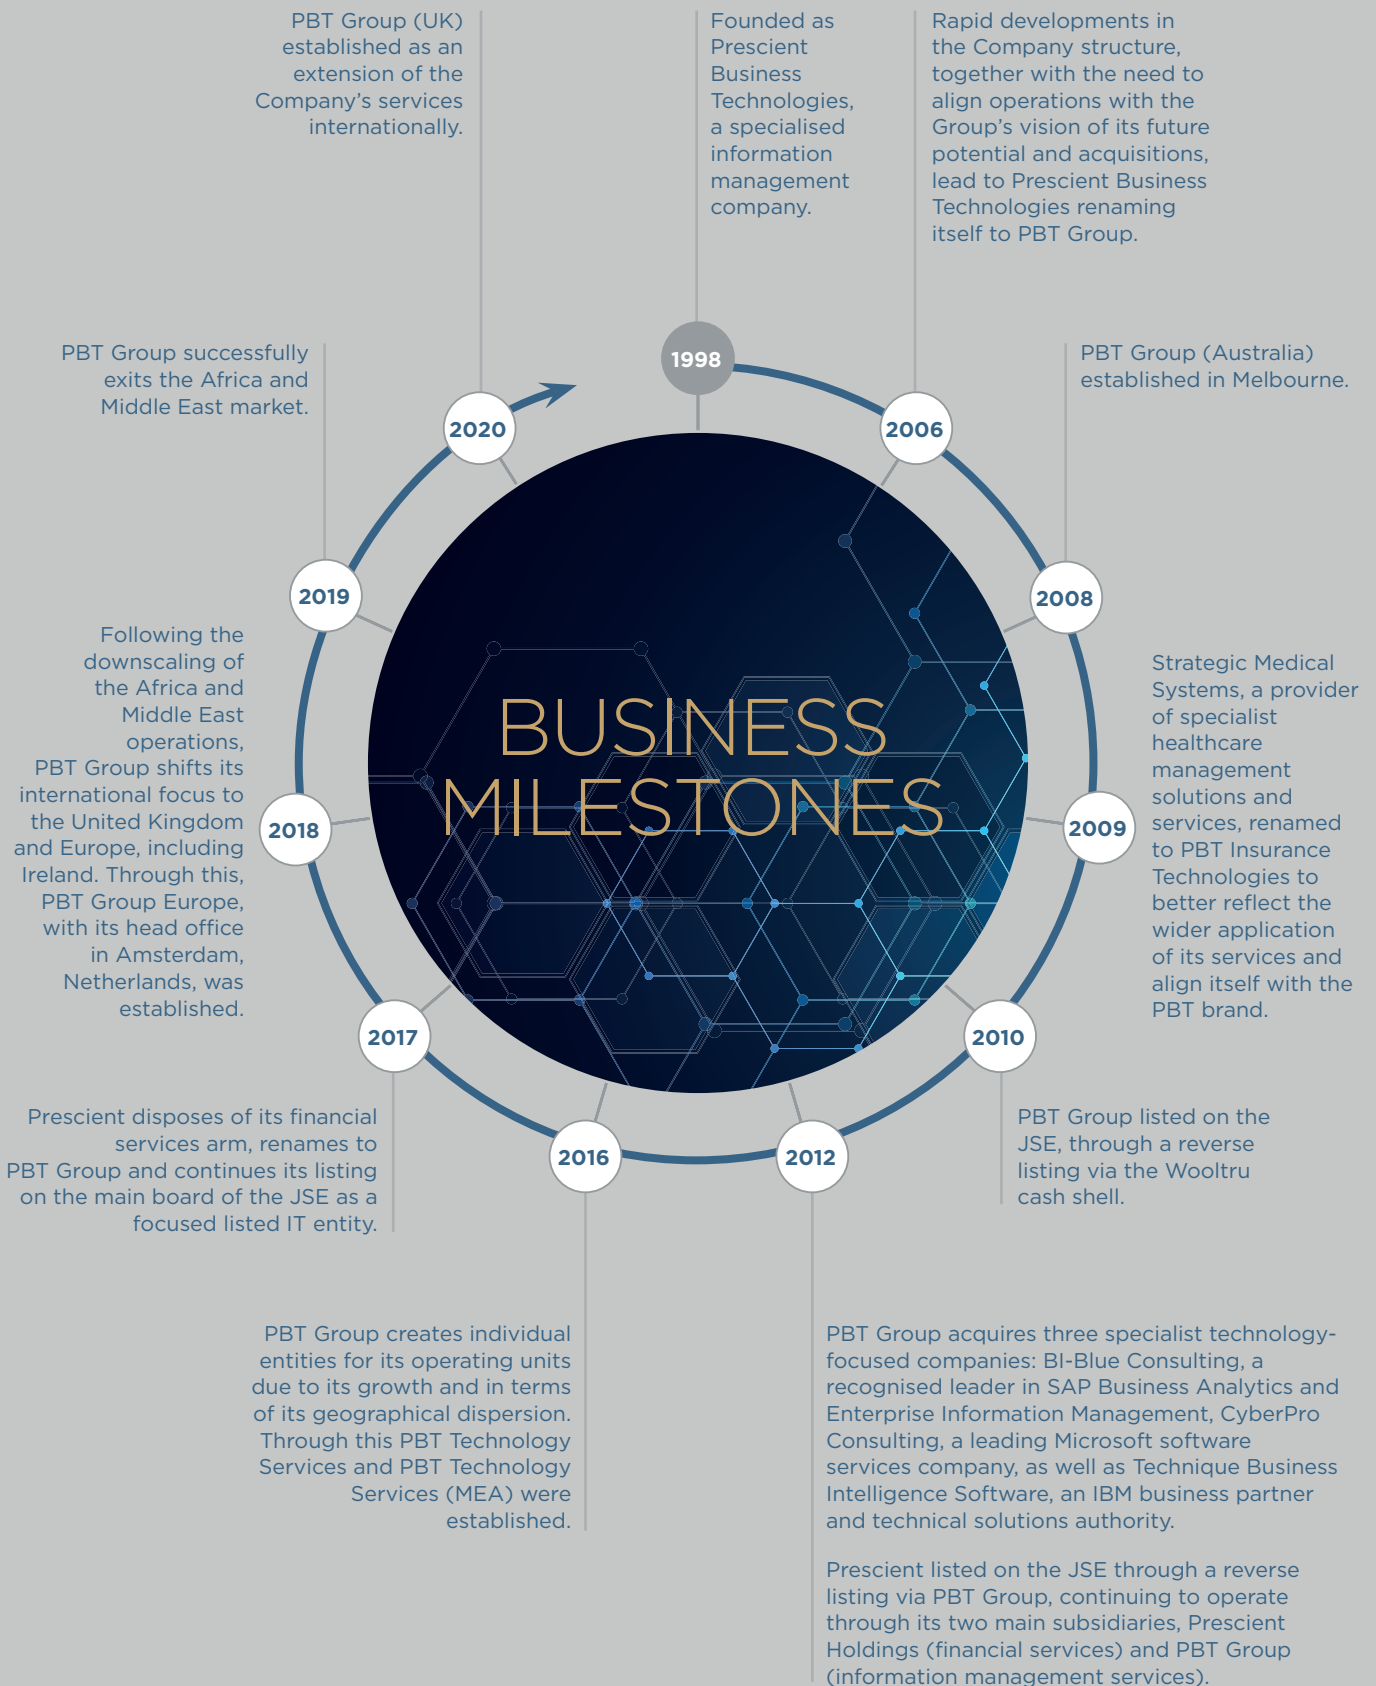 BUSINESS
MILESTONES
1998
Founded as
Prescient
Business
Technologies,
a specialised
information
management
company.
2006
Rapid developments in
the Company structure,
together with the need to
align operations with the
Group’s vision of its future
potential and acquisitions,
lead to Prescient Business
Technologies renaming
itself to PBT Group.
2008
PBT Group (Australia)
established in Melbourne.
2009
Strategic Medical
Systems, a provider
of specialist
healthcare
management
solutions and
services, renamed
to PBT Insurance
Technologies to
better reflect the
wider application
of its services and
align itself with the
PBT brand.
2010
PBT Group listed on the
JSE, through a reverse
listing via the Wooltru
cash shell.
2012
PBT Group acquires three specialist technology-
focused companies: BI-Blue Consulting, a
recognised leader in SAP Business Analytics and
Enterprise Information Management, CyberPro
Consulting, a leading Microsoft software
services company, as well as Technique Business
Intelligence Software, an IBM business partner
and technical solutions authority.
Prescient listed on the JSE through a reverse
listing via PBT Group, continuing to operate
through its two main subsidiaries, Prescient
Holdings (financial services) and PBT Group
(information management services).
2016
PBT Group creates individual
entities for its operating units
due to its growth and in terms
of its geographical dispersion.
Through this PBT Technology
Services and PBT Technology
Services (MEA) were
established.
2017
Prescient disposes of its financial
services arm, renames to
PBT Group and continues its listing
on the main board of the JSE as a
focused listed IT entity.
2018
Following the
downscaling of
the Africa and
Middle East
operations,
PBT Group shifts its
international focus to
the United Kingdom
and Europe, including
Ireland. Through this,
PBT Group Europe,
with its head office
in Amsterdam,
Netherlands, was
established.
2019
PBT Group successfully
exits the Africa and
Middle East market.
2020
PBT Group (UK)
established as an
extension of the
Company’s services
internationally.